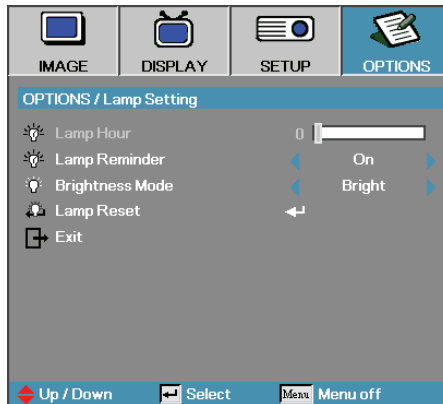 IMAGE DISPLAY SETUP OPTIONS
OPTIONS / Lamp Setting
Lamp Hour 0
Lamp Reminder On
Brightness Mode Bright
Lamp Reset
Exit
Up / Down Select Menu Menu off